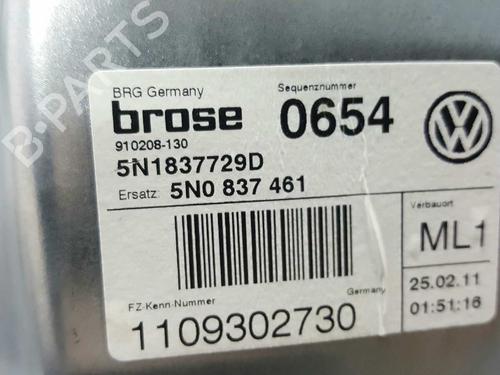 B-PARTS
BRG Germany
Sequenznummer
brose
0654
910208-130
5N1837729D
Ersatz: 5N0 837 461
Verbauort
ML1
Germany
25.02.11
FZ-Kenn-Nummer
01:51:16
1109302730